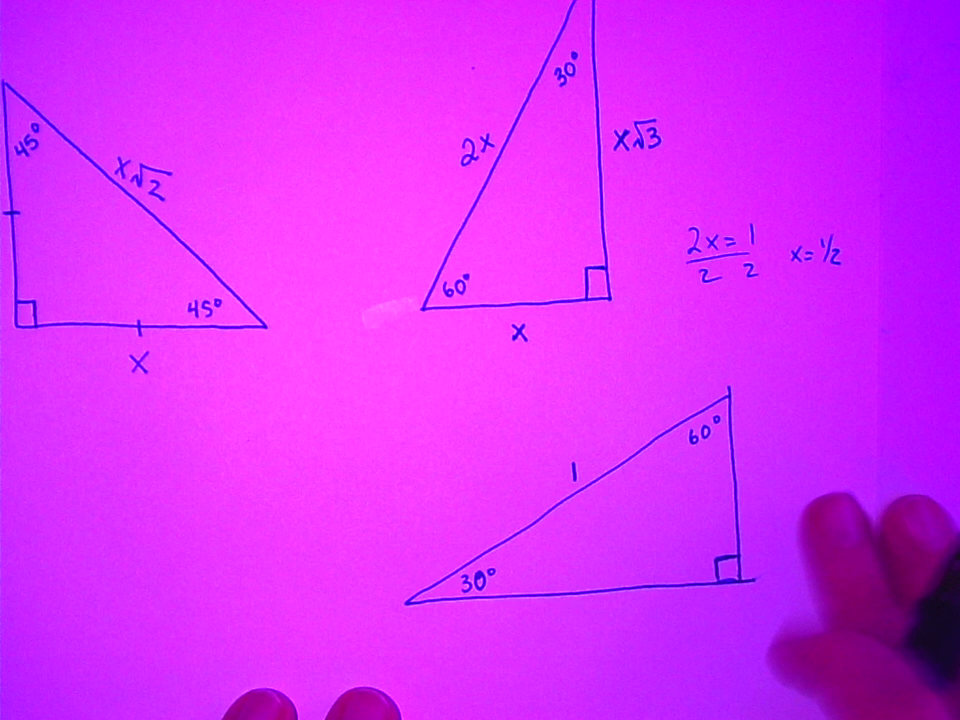 45°
x√2
45°
x
30°
2x
x√3
60°
x
2x = 1
2 2
x = 1/2
60°
1
30°